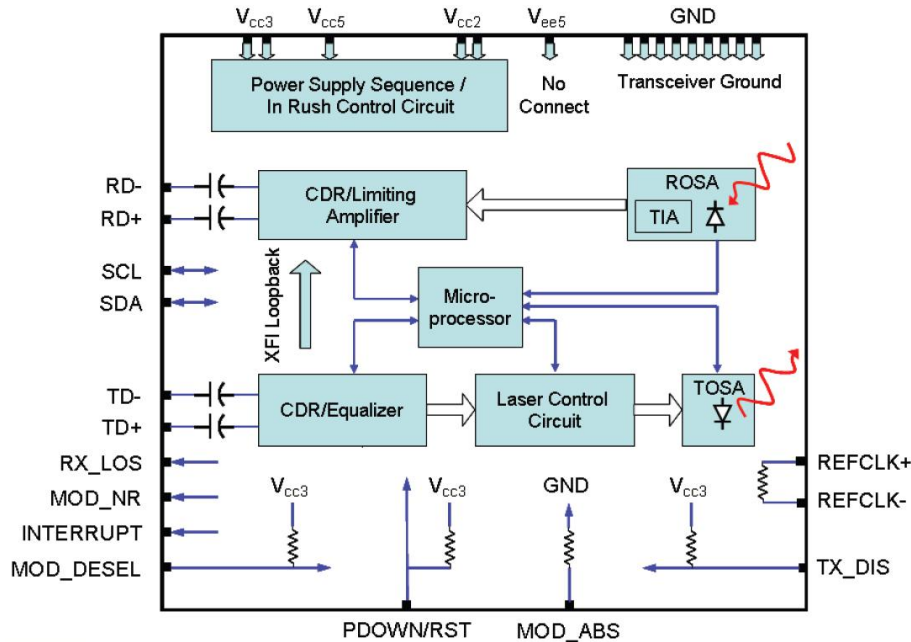 Vcc3 Vcc5 Vcc2 Vee5 GND
Power Supply Sequence /
In Rush Control Circuit
No
Connect
Transceiver Ground
RD-
RD+
CDR/Limiting
Amplifier
ROSA
TIA
SCL
SDA
XFI Loopback
Micro-
processor
TD-
TD+
CDR/Equalizer
Laser Control
Circuit
TOSA
RX_LOS
MOD_NR
INTERRUPT
MOD_DESEL
Vcc3
Vcc3
GND
Vcc3
REFCLK+
REFCLK-
TX_DIS
PDOWN/RST
MOD_ABS